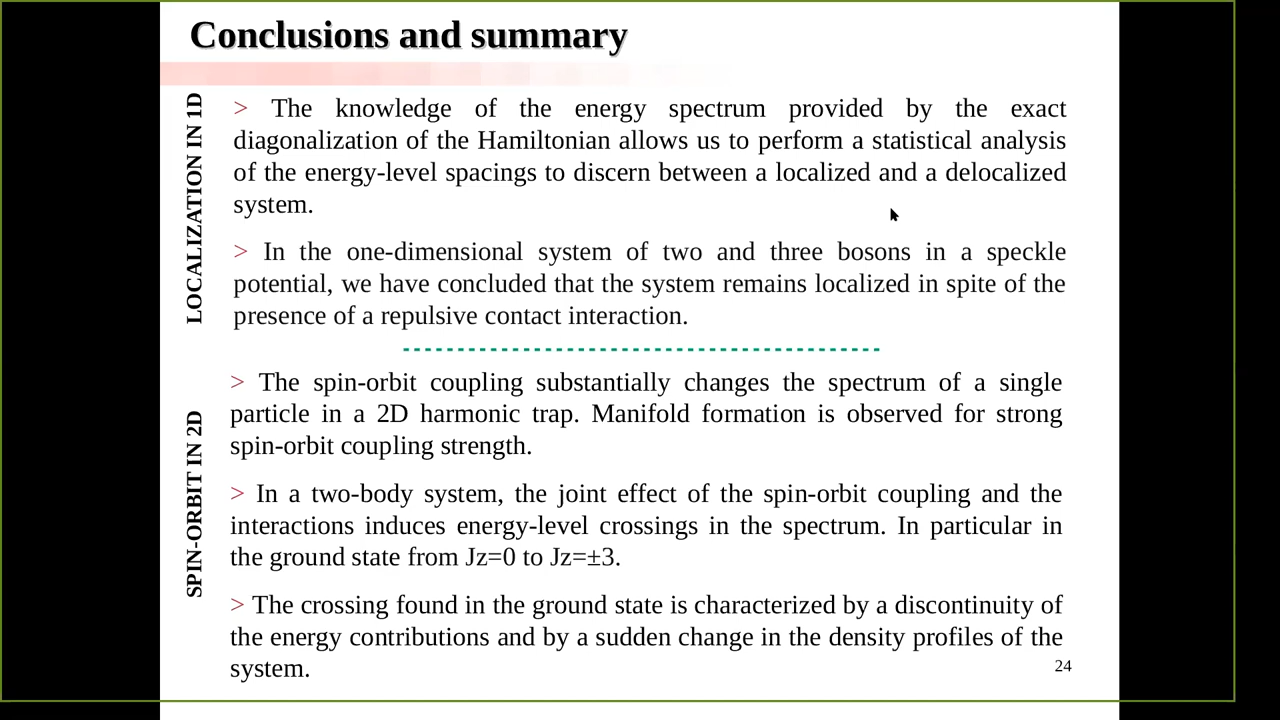 Conclusions and summary
LOCALIZATION IN 1D
> The knowledge of the energy spectrum provided by the exact
diagonalization of the Hamiltonian allows us to perform a statistical analysis
of the energy-level spacings to discern between a localized and a delocalized
system.
> In the one-dimensional system of two and three bosons in a speckle
potential, we have concluded that the system remains localized in spite of the
presence of a repulsive contact interaction.
SPIN-ORBIT IN 2D
> The spin-orbit coupling substantially changes the spectrum of a single
particle in a 2D harmonic trap. Manifold formation is observed for strong
spin-orbit coupling strength.
> In a two-body system, the joint effect of the spin-orbit coupling and the
interactions induces energy-level crossings in the spectrum. In particular in
the ground state from Jz=0 to Jz=±3.
> The crossing found in the ground state is characterized by a discontinuity of
the energy contributions and by a sudden change in the density profiles of the
system.
24